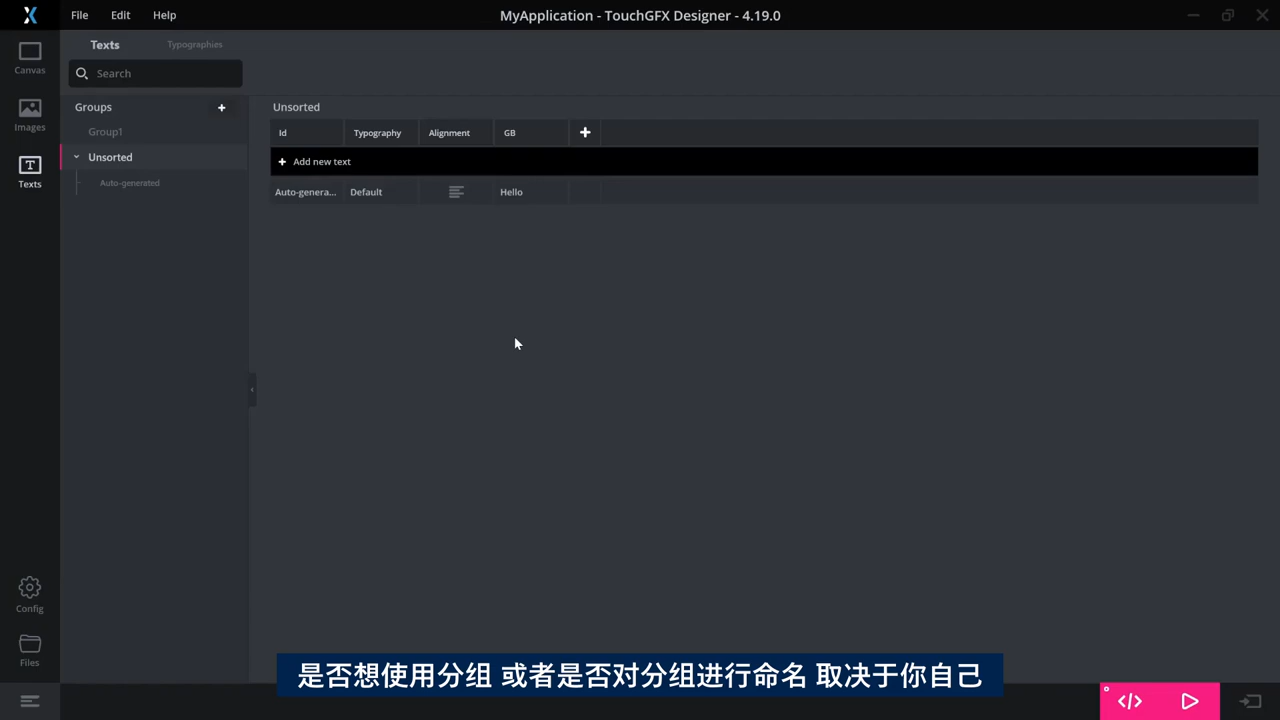 File Edit Help MyApplication - TouchGFX Designer - 4.19.0
Canvas
Images
Texts
Config
Files
Texts Typographies
Search
Groups +
Group1
Unsorted
Auto-generated
Unsorted
Id Typography Alignment GB +
+ Add new text
Auto-genera... Default Hello
是否想使用分组 或者是否对分组进行命名 取决于你自己